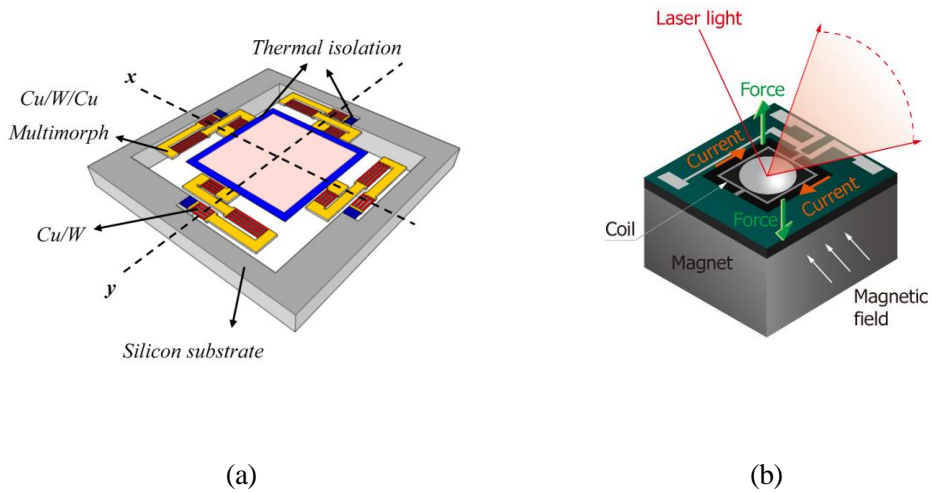 Thermal isolation
x
Cu/W/Cu
Multimorph
Cu/W
y
Silicon substrate
(a)
Laser light
Force
Current
Force
Current
Coil
Magnet
Magnetic
field
(b)